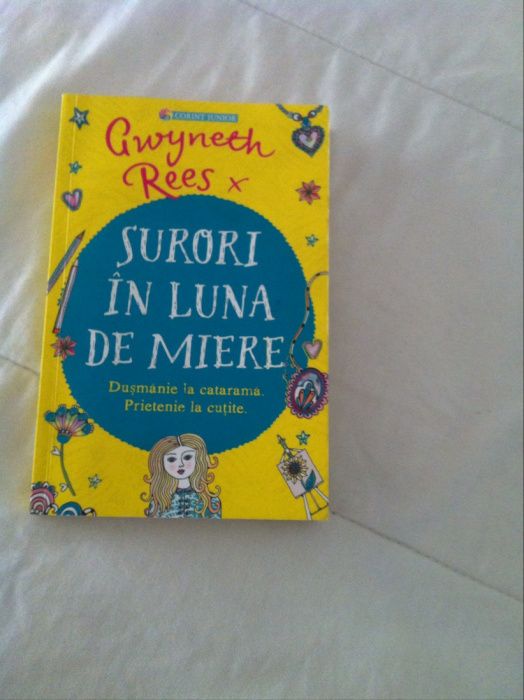 CORINT JUNIOR
Gwyneth
Rees x
SURORI
ÎN LUNA
DE MIERE
Dușmănie la cataramă.
Prietenie la cuțite.